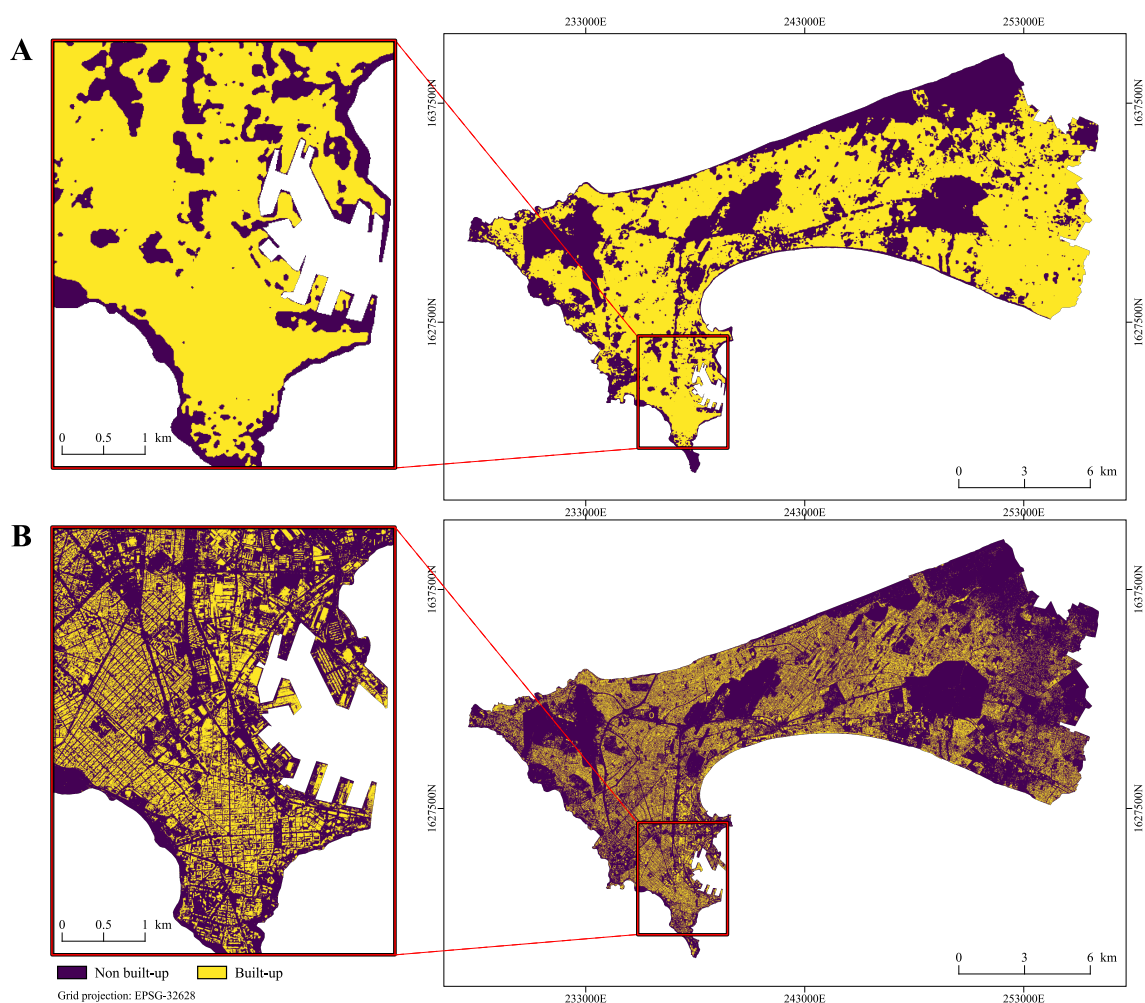 A
233000E 243000E 253000E
1637500N 1637500N
1627500N 1627500N
0 0.5 1 km
0 3 6 km
233000E 243000E 253000E
B
1637500N 1637500N
1627500N 1627500N
0 0.5 1 km
0 3 6 km
Non built-up Built-up
Grid projection: EPSG-32628
233000E 243000E 253000E